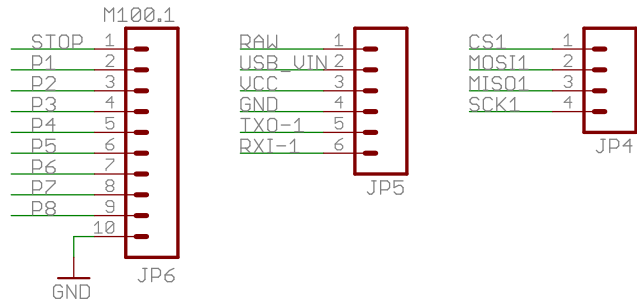 M100.1
STOP 1
P1 2
P2 3
P3 4
P4 5
P5 6
P6 7
P7 8
P8 9
10
GND
JP6
RAW 1
USB_VIN 2
VCC 3
GND 4
TXO-1 5
RXI-1 6
JP5
CS1 1
MOSI1 2
MISO1 3
SCK1 4
JP4